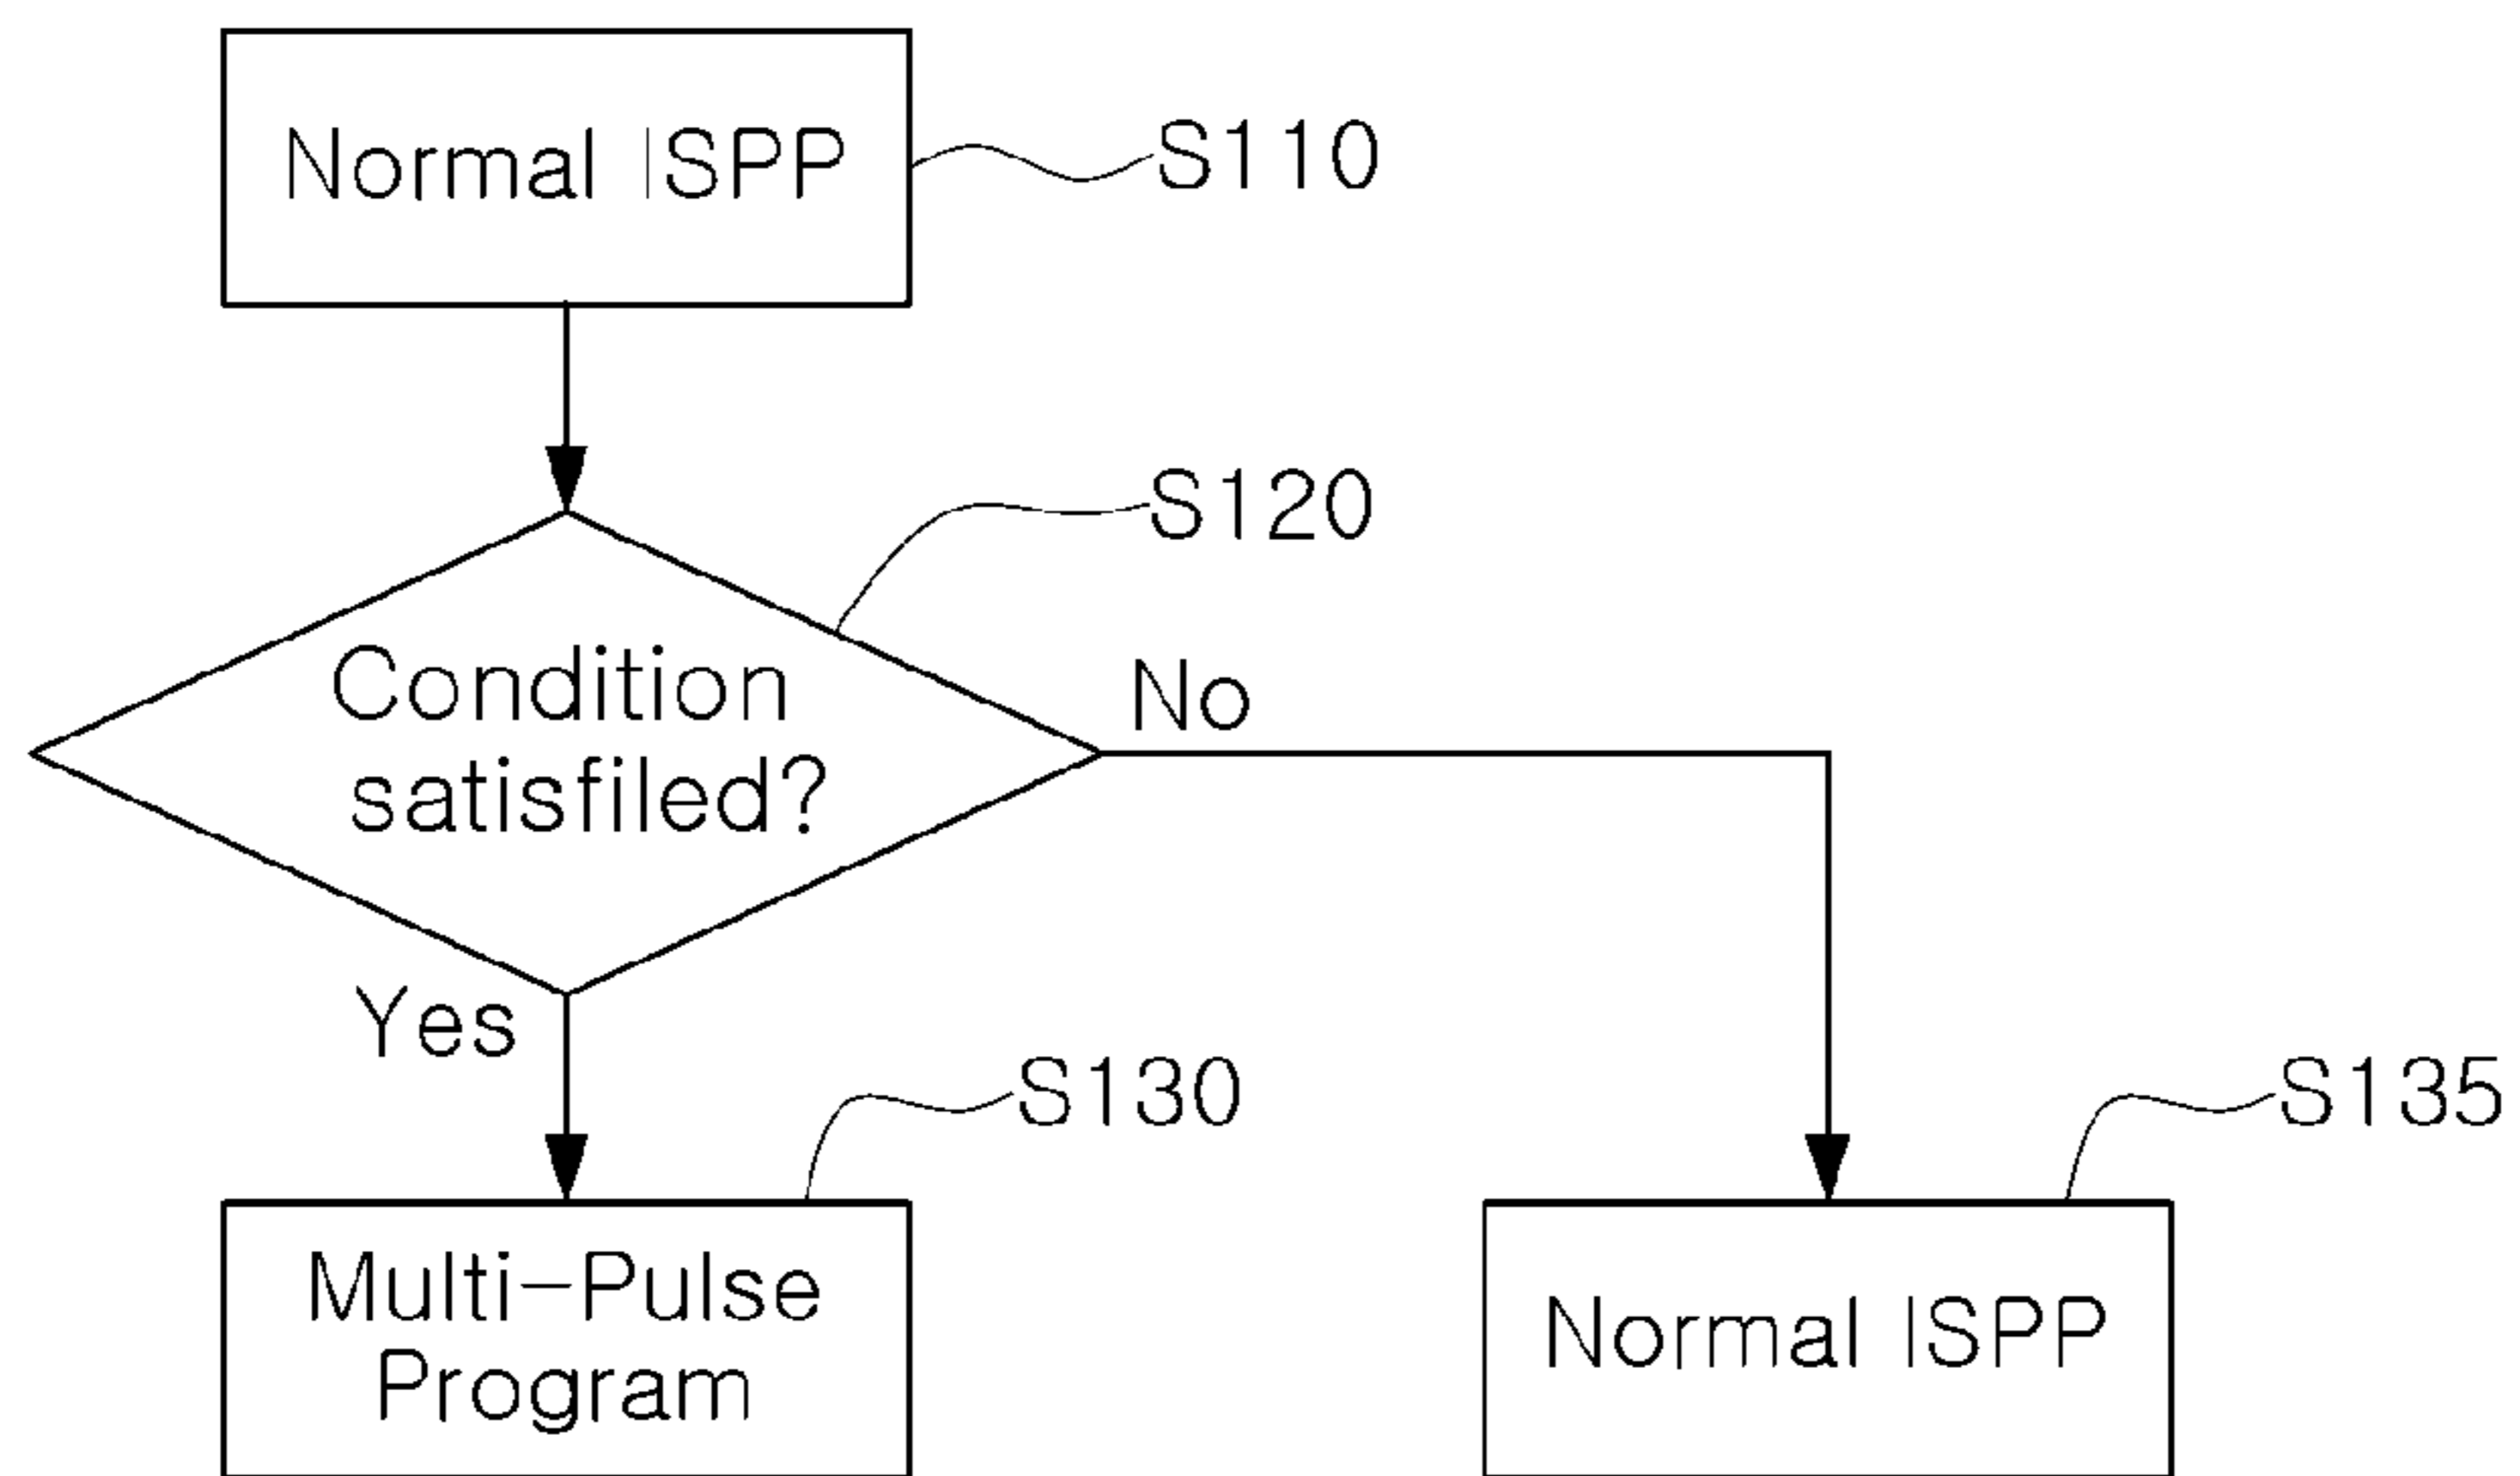 Normal ISPP
S110
S120
Condition
satisfiled?
No
Yes
S130
S135
Multi-Pulse
Program
Normal ISPP